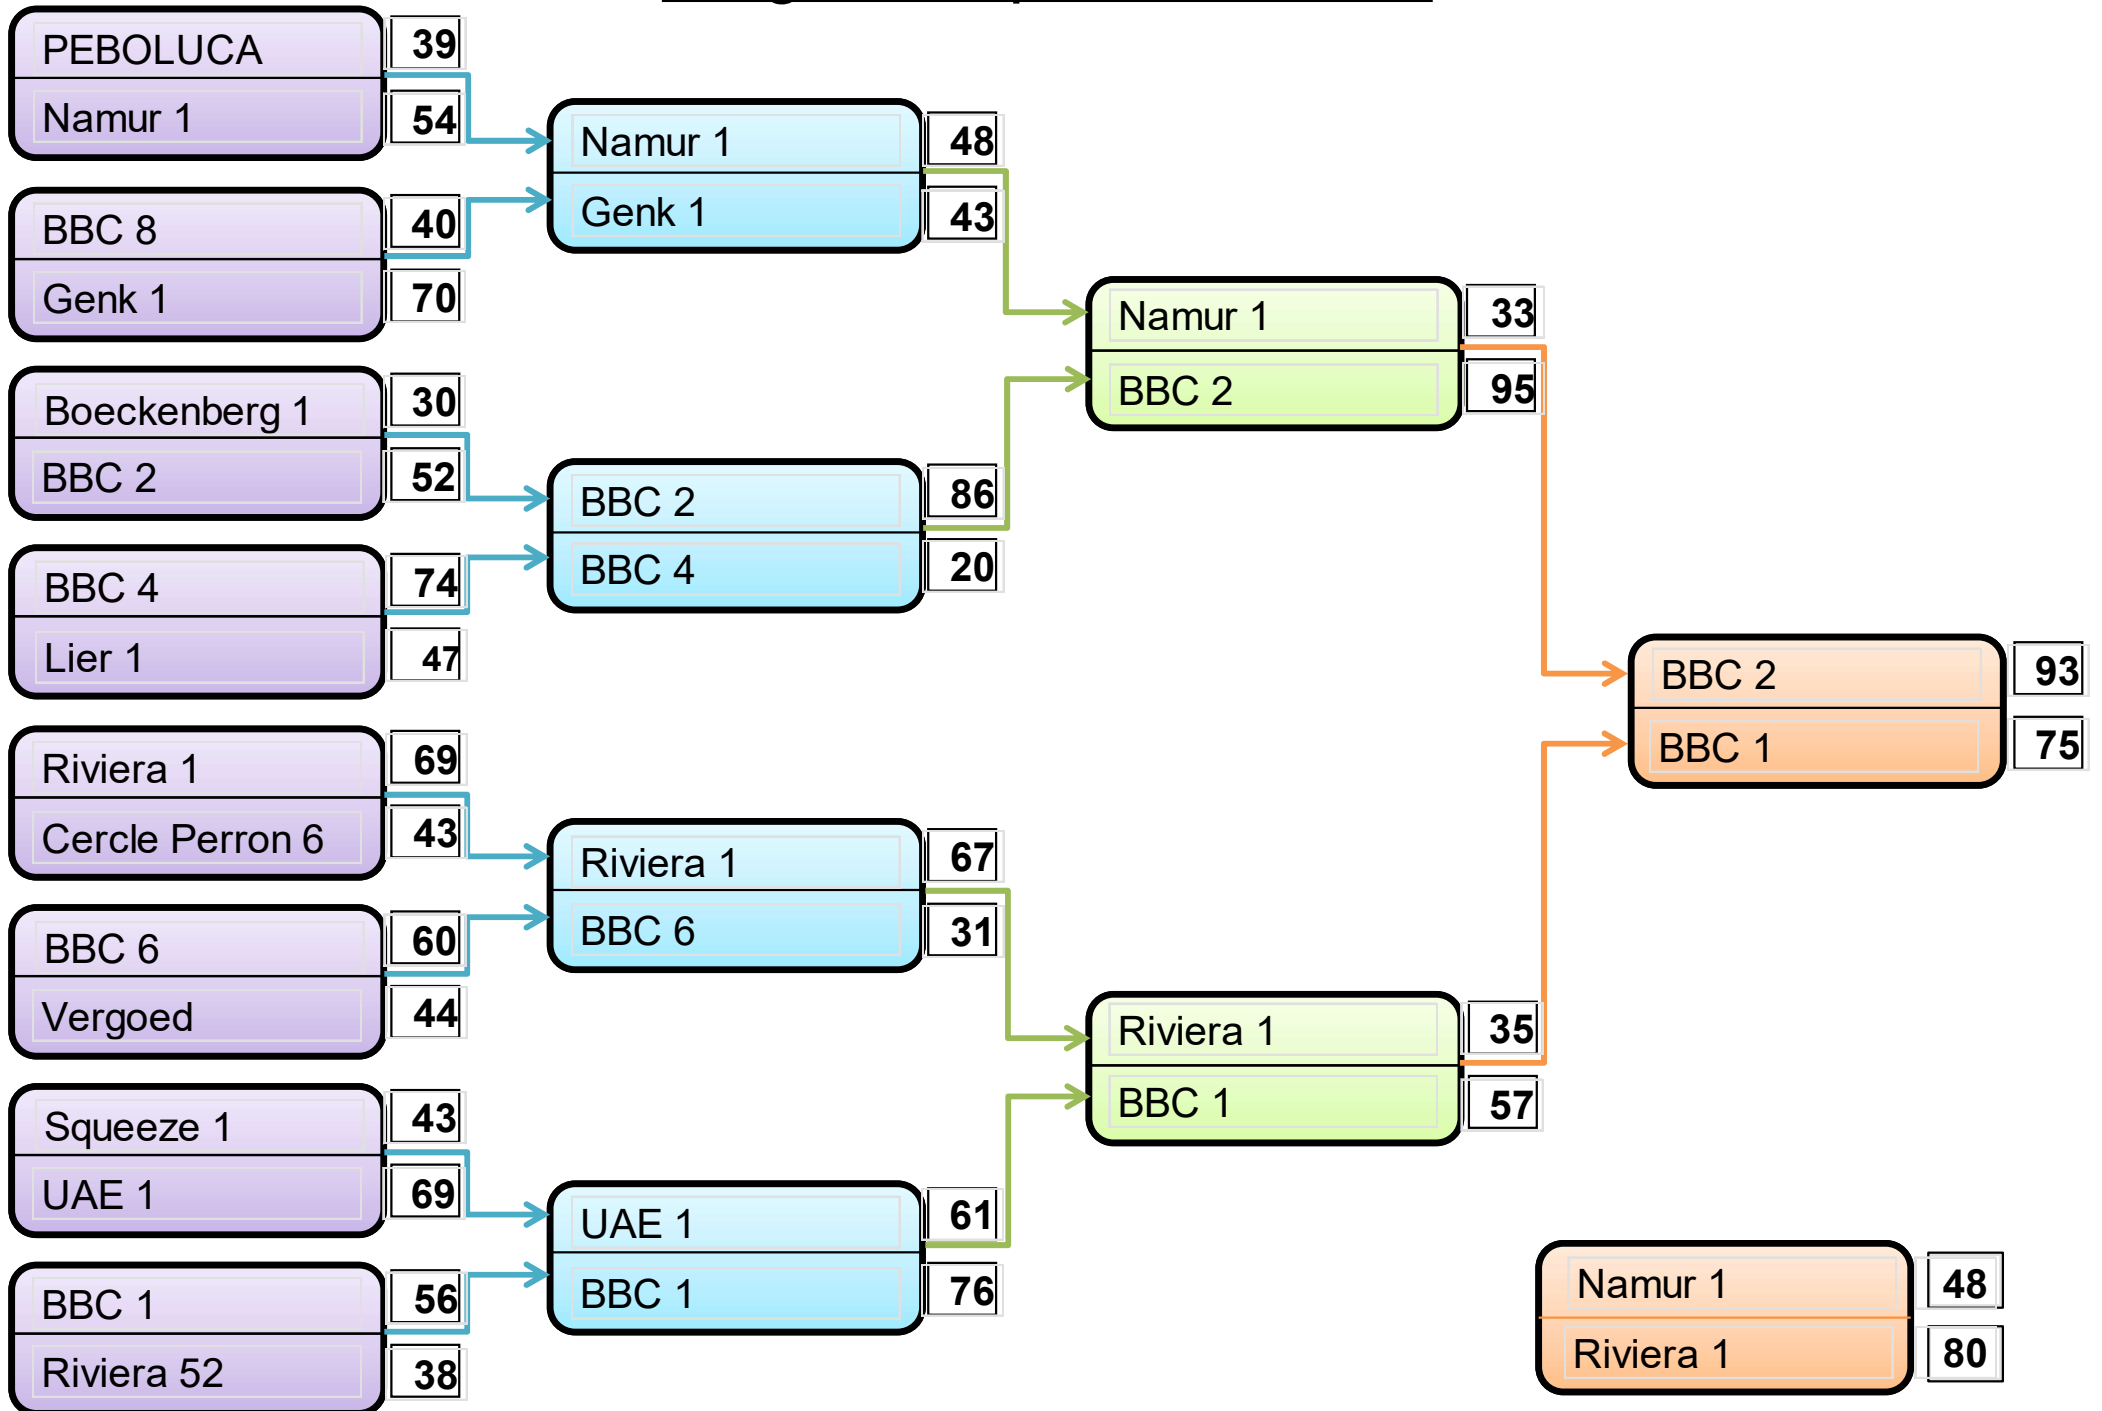 PEBOLUCA 39
Namur 1 54
BBC 8 40
Genk 1 70
Boeckenberg 1 30
BBC 2 52
BBC 4 74
Lier 1 47
Riviera 1 69
Cercle Perron 6 43
BBC 6 60
Vergoed 44
Squeeze 1 43
UAE 1 69
BBC 1 56
Riviera 52 38
Namur 1 48
Genk 1 43
BBC 2 86
BBC 4 20
Riviera 1 67
BBC 6 31
UAE 1 61
BBC 1 76
Namur 1 33
BBC 2 95
Riviera 1 35
BBC 1 57
BBC 2 93
BBC 1 75
Namur 1 48
Riviera 1 80